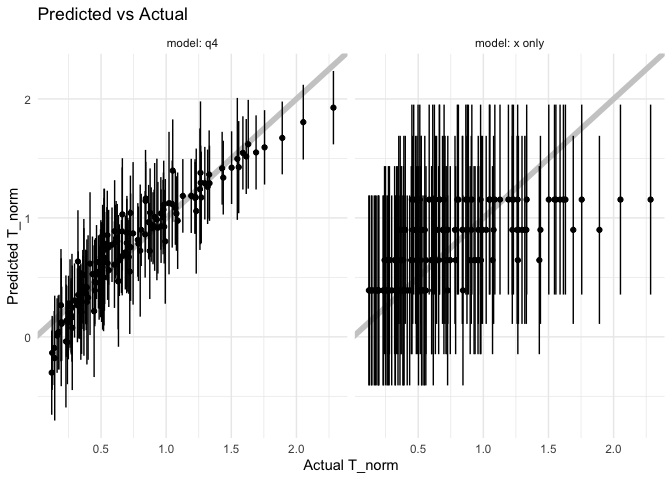 Predicted vs Actual
model: q4
model: x only
Predicted T_norm
2
1
0
0.5
1.0
1.5
2.0
0.5
1.0
1.5
2.0
Actual T_norm